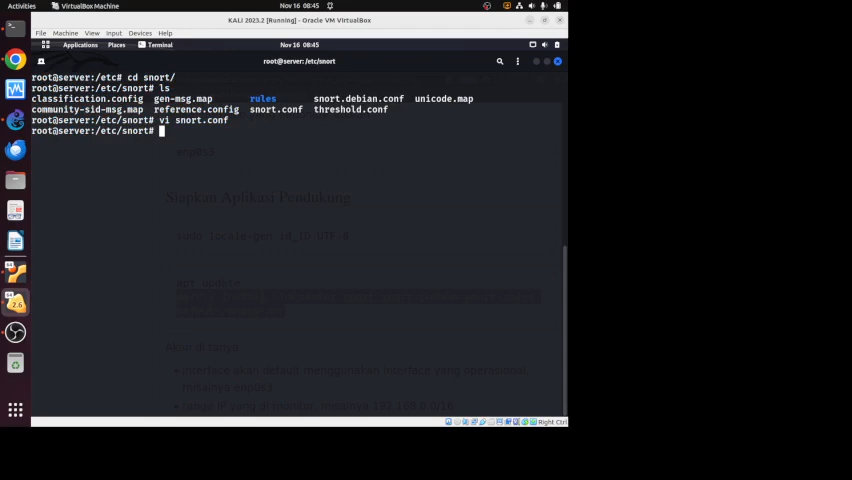 Activities
VirtualBox Machine
Nov 16 08:45
KALI 2023.2 [Running] - Oracle VM VirtualBox
File Machine View Input Devices Help
Applications Places Terminal
Nov 16 08:45
root@server:/etc/snort
root@server:/etc# cd snort/
root@server:/etc/snort# ls
classification.config gen-msg.map rules snort.debian.conf unicode.map
community-sid-msg.map reference.config snort.conf threshold.conf
root@server:/etc/snort# vi snort.conf
root@server:/etc/snort#
enp0s3
Siapkan Aplikasi Pendukung
sudo locale-gen id_ID.UTF-8
apt update
Akan di tanya
interface akan default menggunakan interface yang operasional,
misalnya enp0s3
range IP yang di monitor, misalnya 192.168.0.0/16
64
64
2.6
Right Ctrl